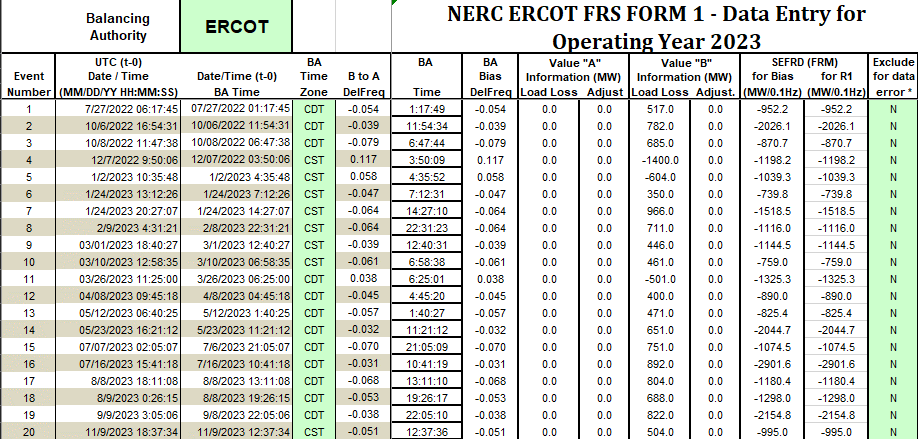 Balancing Authority ERCOT NERC ERCOT FRS FORM 1 - Data Entry for Operating Year 2023
Event Number UTC (t-0) Date / Time (MM/DD/YY HH:MM:SS) Date/Time (t-0) BA Time BA Time Zone B to A DelFreq BA Time BA Bias DelFreq Value "A" Information (MW) Load Loss Adjust Value "B" Information (MW) Load Loss Adjust. SEFRD (FRM) for Bias (MW/0.1Hz) for R1 (MW/0.1Hz) Exclude for data error *
1 7/27/2022 06:17:45 07/27/2022 01:17:45 CDT -0.054 1:17:49 -0.054 0.0 0.0 517.0 0.0 -952.2 -952.2 N
2 10/6/2022 16:54:31 10/06/2022 11:54:31 CDT -0.039 11:54:34 -0.039 0.0 0.0 782.0 0.0 -2026.1 -2026.1 N
3 10/8/2022 11:47:38 10/08/2022 06:47:38 CDT -0.079 6:47:44 -0.079 0.0 0.0 685.0 0.0 -870.7 -870.7 N
4 12/7/2022 9:50:06 12/07/2022 03:50:06 CST 0.117 3:50:09 0.117 0.0 0.0 -1400.0 0.0 -1198.2 -1198.2 N
5 1/2/2023 10:35:48 1/2/2023 4:35:48 CST 0.058 4:35:52 0.058 0.0 0.0 -604.0 0.0 -1039.3 -1039.3 N
6 1/24/2023 13:12:26 1/24/2023 7:12:26 CST -0.047 7:12:31 -0.047 0.0 0.0 350.0 0.0 -739.8 -739.8 N
7 1/24/2023 20:27:07 1/24/2023 14:27:07 CST -0.064 14:27:10 -0.064 0.0 0.0 966.0 0.0 -1518.5 -1518.5 N
8 2/9/2023 4:31:21 2/8/2023 22:31:21 CST -0.064 22:31:23 -0.064 0.0 0.0 711.0 0.0 -1116.0 -1116.0 N
9 03/01/2023 18:40:27 3/1/2023 12:40:27 CST -0.039 12:40:31 -0.039 0.0 0.0 446.0 0.0 -1144.5 -1144.5 N
10 03/10/2023 12:58:35 3/10/2023 06:58:35 CST -0.061 6:58:38 -0.061 0.0 0.0 461.0 0.0 -759.0 -759.0 N
11 03/26/2023 11:25:00 3/26/2023 06:25:00 CDT 0.038 6:25:01 0.038 0.0 0.0 -501.0 0.0 -1325.3 -1325.3 N
12 04/08/2023 09:45:18 4/8/2023 04:45:18 CDT -0.045 4:45:20 -0.045 0.0 0.0 400.0 0.0 -890.0 -890.0 N
13 05/12/2023 06:40:25 5/12/2023 1:40:25 CDT -0.057 1:40:27 -0.057 0.0 0.0 471.0 0.0 -825.4 -825.4 N
14 05/23/2023 16:21:12 5/23/2023 11:21:12 CDT -0.032 11:21:12 -0.032 0.0 0.0 651.0 0.0 -2044.7 -2044.7 N
15 07/07/2023 02:05:07 7/6/2023 21:05:07 CDT -0.070 21:05:09 -0.070 0.0 0.0 751.0 0.0 -1074.5 -1074.5 N
16 07/16/2023 15:41:18 7/16/2023 10:41:18 CDT -0.031 10:41:19 -0.031 0.0 0.0 892.0 0.0 -2901.6 -2901.6 N
17 8/8/2023 18:11:08 8/8/2023 13:11:08 CDT -0.068 13:11:10 -0.068 0.0 0.0 804.0 0.0 -1180.4 -1180.4 N
18 8/9/2023 0:26:15 8/8/2023 19:26:15 CDT -0.053 19:26:17 -0.053 0.0 0.0 688.0 0.0 -1298.0 -1298.0 N
19 9/9/2023 3:05:06 9/8/2023 22:05:06 CDT -0.038 22:05:10 -0.038 0.0 0.0 822.0 0.0 -2154.8 -2154.8 N
20 11/9/2023 18:37:34 11/9/2023 12:37:34 CST -0.051 12:37:36 -0.051 0.0 0.0 504.0 0.0 -995.0 -995.0 N